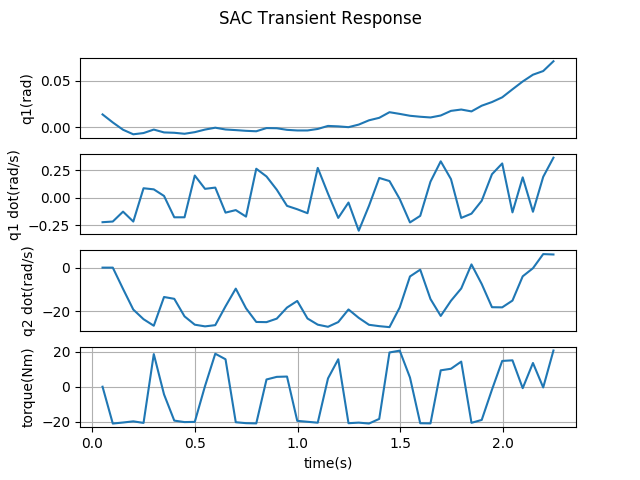 SAC Transient Response
q1(rad)
0.05
0.00
q1 dot(rad/s)
0.25
0.00
−0.25
q2 dot(rad/s)
0
−20
torque(Nm)
20
0
−20
0.0 0.5 1.0 1.5 2.0
time(s)